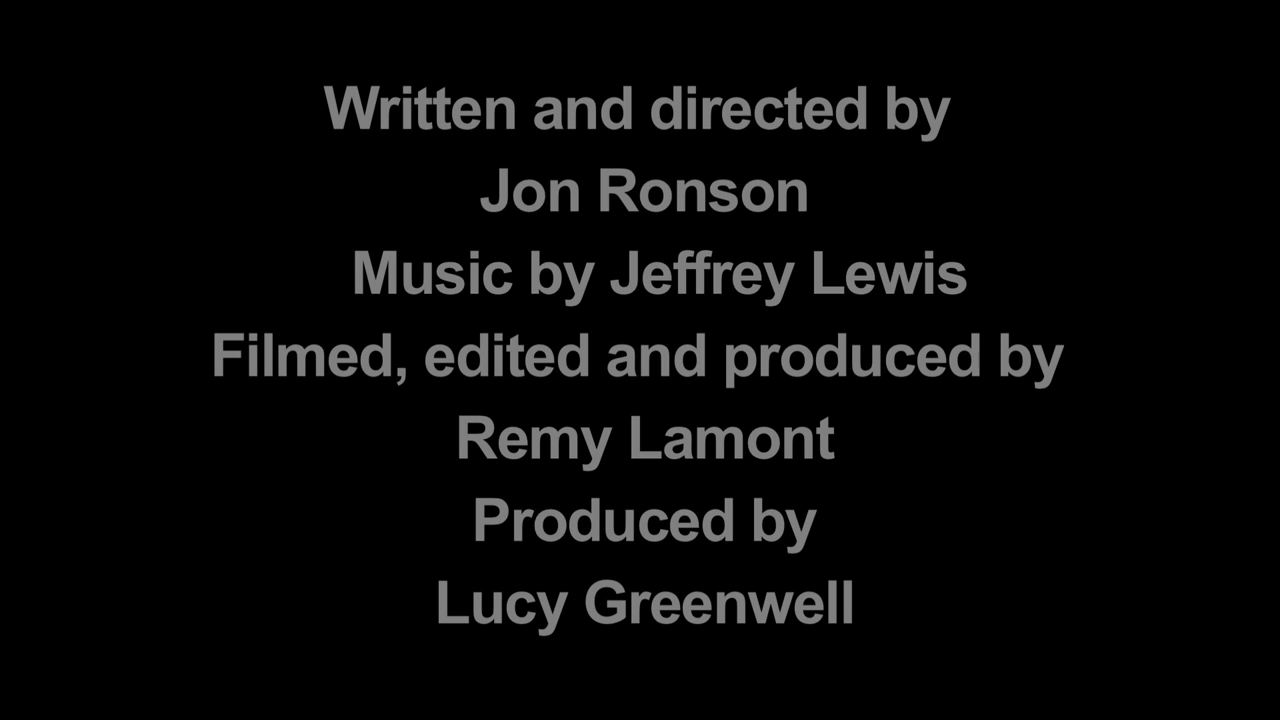 Written and directed by
Jon Ronson
Music by Jeffrey Lewis
Filmed, edited and produced by
Remy Lamont
Produced by
Lucy Greenwell